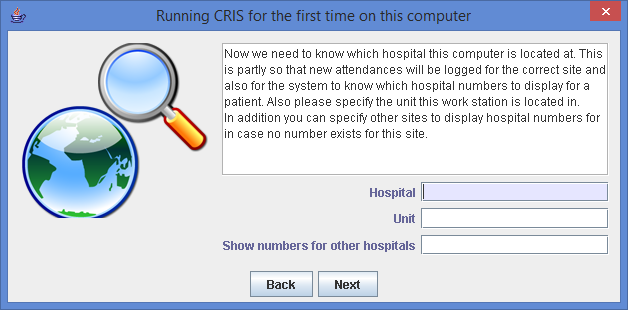 Running CRIS for the first time on this computer
Now we need to know which hospital this computer is located at. This
is partly so that new attendances will be logged for the correct site and
also for the system to know which hospital numbers to display for a
patient. Also please specify the unit this work station is located in.
In addition you can specify other sites to display hospital numbers for
in case no number exists for this site.
Hospital
Unit
Show numbers for other hospitals
Back Next